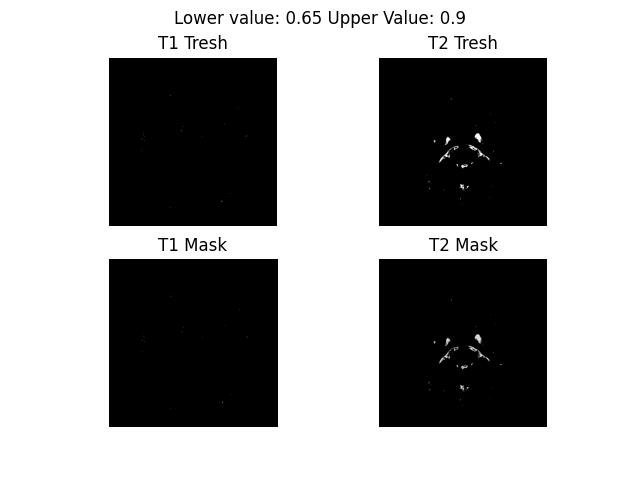 Lower value: 0.65 Upper Value: 0.9
T1 Tresh
T2 Tresh
T1 Mask
T2 Mask